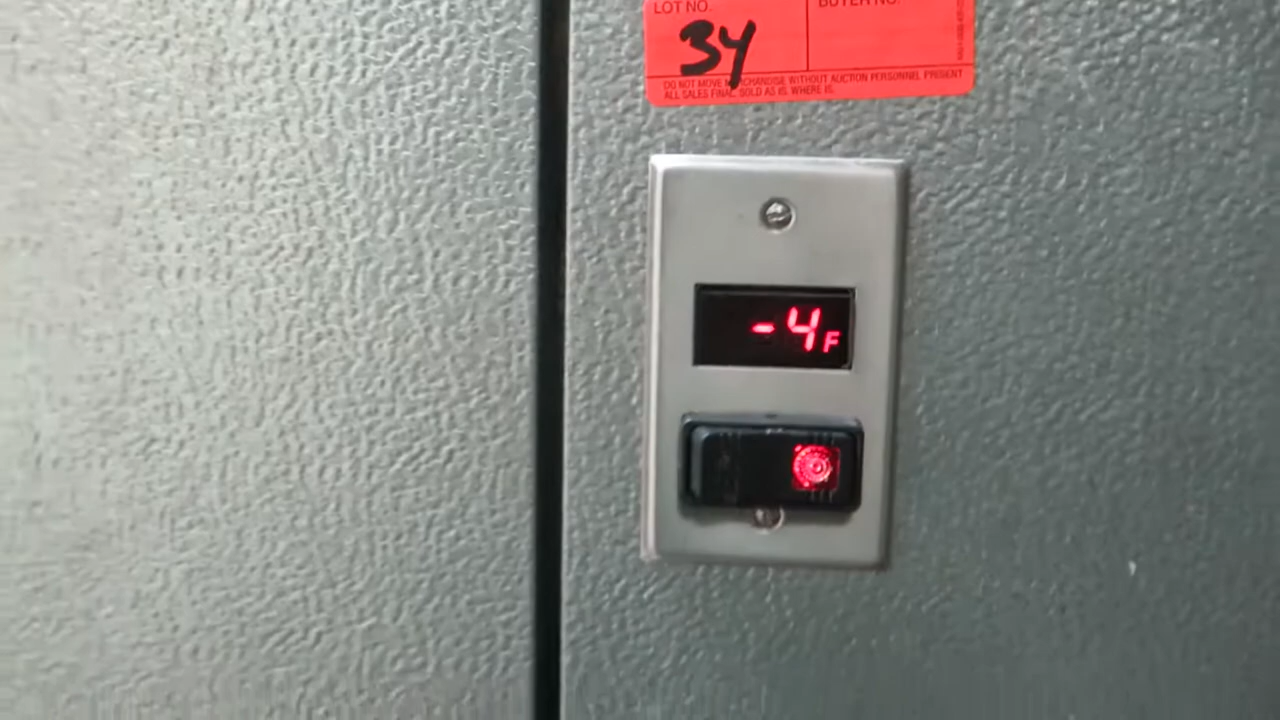 LOT NO. BUYER NO.
34
DO NOT MOVE MERCHANDISE WITHOUT AUCTION PERSONNEL PRESENT
ALL SALES FINAL, SOLD AS IS, WHERE IS.
-4F